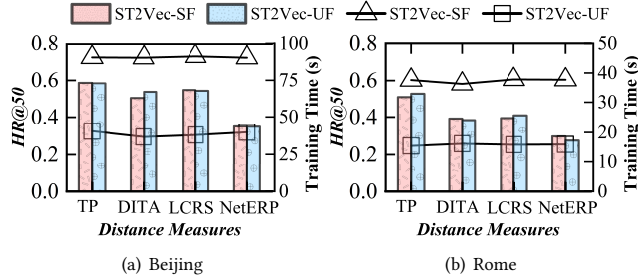 ST2Vec-SF ST2Vec-UF ST2Vec-SF ST2Vec-UF
HR@50
0.8
0.6
0.4
0.2
0.0
TP DITA LCRS NetERP
Distance Measures
100
75
50
25
0
Training Time (s)
(a) Beijing
HR@50
0.8
0.6
0.4
0.2
0.0
TP DITA LCRS NetERP
Distance Measures
50
40
30
20
10
0
Training Time (s)
(b) Rome